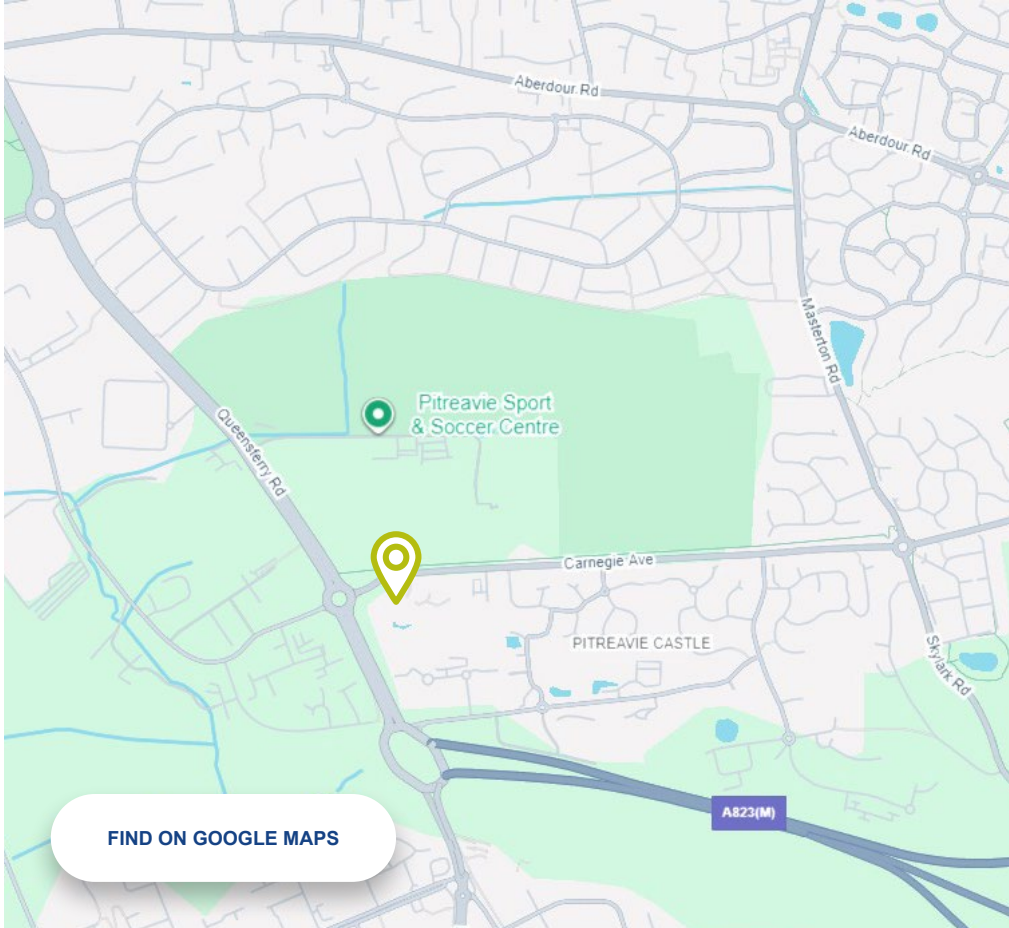 Aberdour Rd
Aberdour Rd
Masterton Rd
Pitreavie Sport
& Soccer Centre
Queensferry Rd
Carnegie Ave
PITREAVIE CASTLE
Skylark Rd
A823(M)
FIND ON GOOGLE MAPS